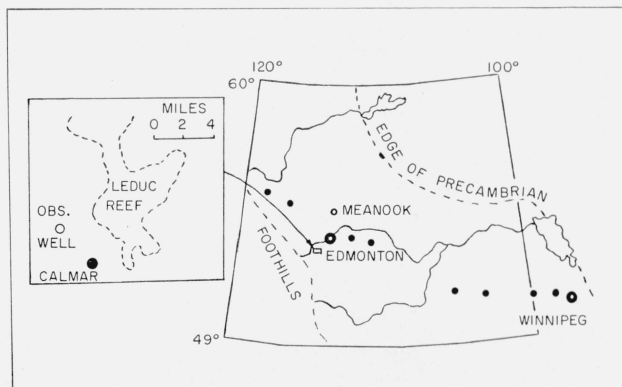 120°
100°
60°
MILES
0 2 4
LEDUC
REEF
OBS.
WELL
CALMAR
EDGE OF PRECAMBRIAN
MEANOOK
EDMONTON
FOOTHILLS
49°
WINNIPEG